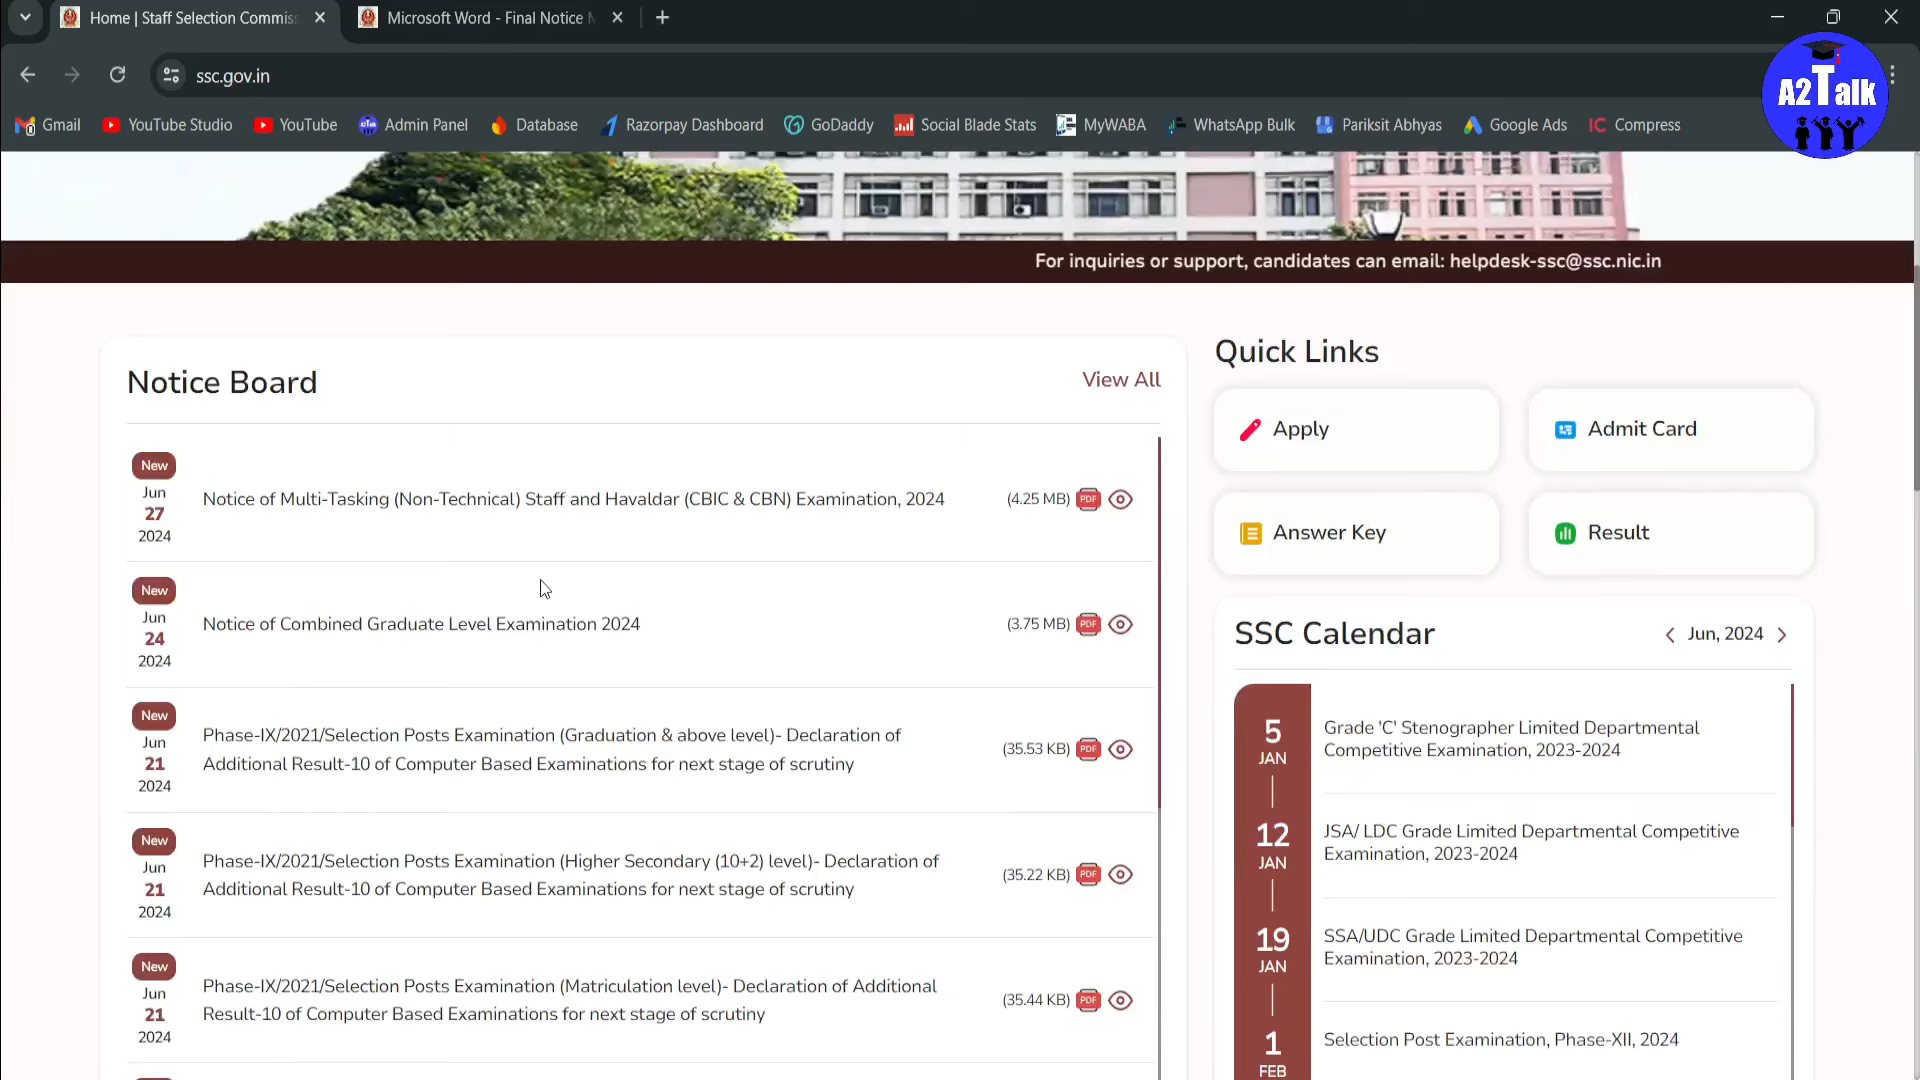 Home | Staff Selection Commiss
Microsoft Word - Final Notice M
ssc.gov.in
A2Talk
Gmail
YouTube Studio
YouTube
Admin Panel
Database
Razorpay Dashboard
GoDaddy
Social Blade Stats
MyWABA
WhatsApp Bulk
Pariksit Abhyas
Google Ads
IC Compress
For inquiries or support, candidates can email: helpdesk-ssc@ssc.nic.in
Notice Board
View All
New
Jun
27
2024
Notice of Multi-Tasking (Non-Technical) Staff and Havaldar (CBIC & CBN) Examination, 2024
(4.25 MB) PDF
New
Jun
24
2024
Notice of Combined Graduate Level Examination 2024
(3.75 MB) PDF
New
Jun
21
2024
Phase-IX/2021/Selection Posts Examination (Graduation & above level)- Declaration of
Additional Result-10 of Computer Based Examinations for next stage of scrutiny
(35.53 KB) PDF
New
Jun
21
2024
Phase-IX/2021/Selection Posts Examination (Higher Secondary (10+2) level)- Declaration of
Additional Result-10 of Computer Based Examinations for next stage of scrutiny
(35.22 KB) PDF
New
Jun
21
2024
Phase-IX/2021/Selection Posts Examination (Matriculation level)- Declaration of Additional
Result-10 of Computer Based Examinations for next stage of scrutiny
(35.44 KB) PDF
Quick Links
Apply
Admit Card
Answer Key
Result
SSC Calendar
Jun, 2024
5
JAN
Grade 'C' Stenographer Limited Departmental
Competitive Examination, 2023-2024
12
JAN
JSA/ LDC Grade Limited Departmental Competitive
Examination, 2023-2024
19
JAN
SSA/UDC Grade Limited Departmental Competitive
Examination, 2023-2024
1
FEB
Selection Post Examination, Phase-XII, 2024